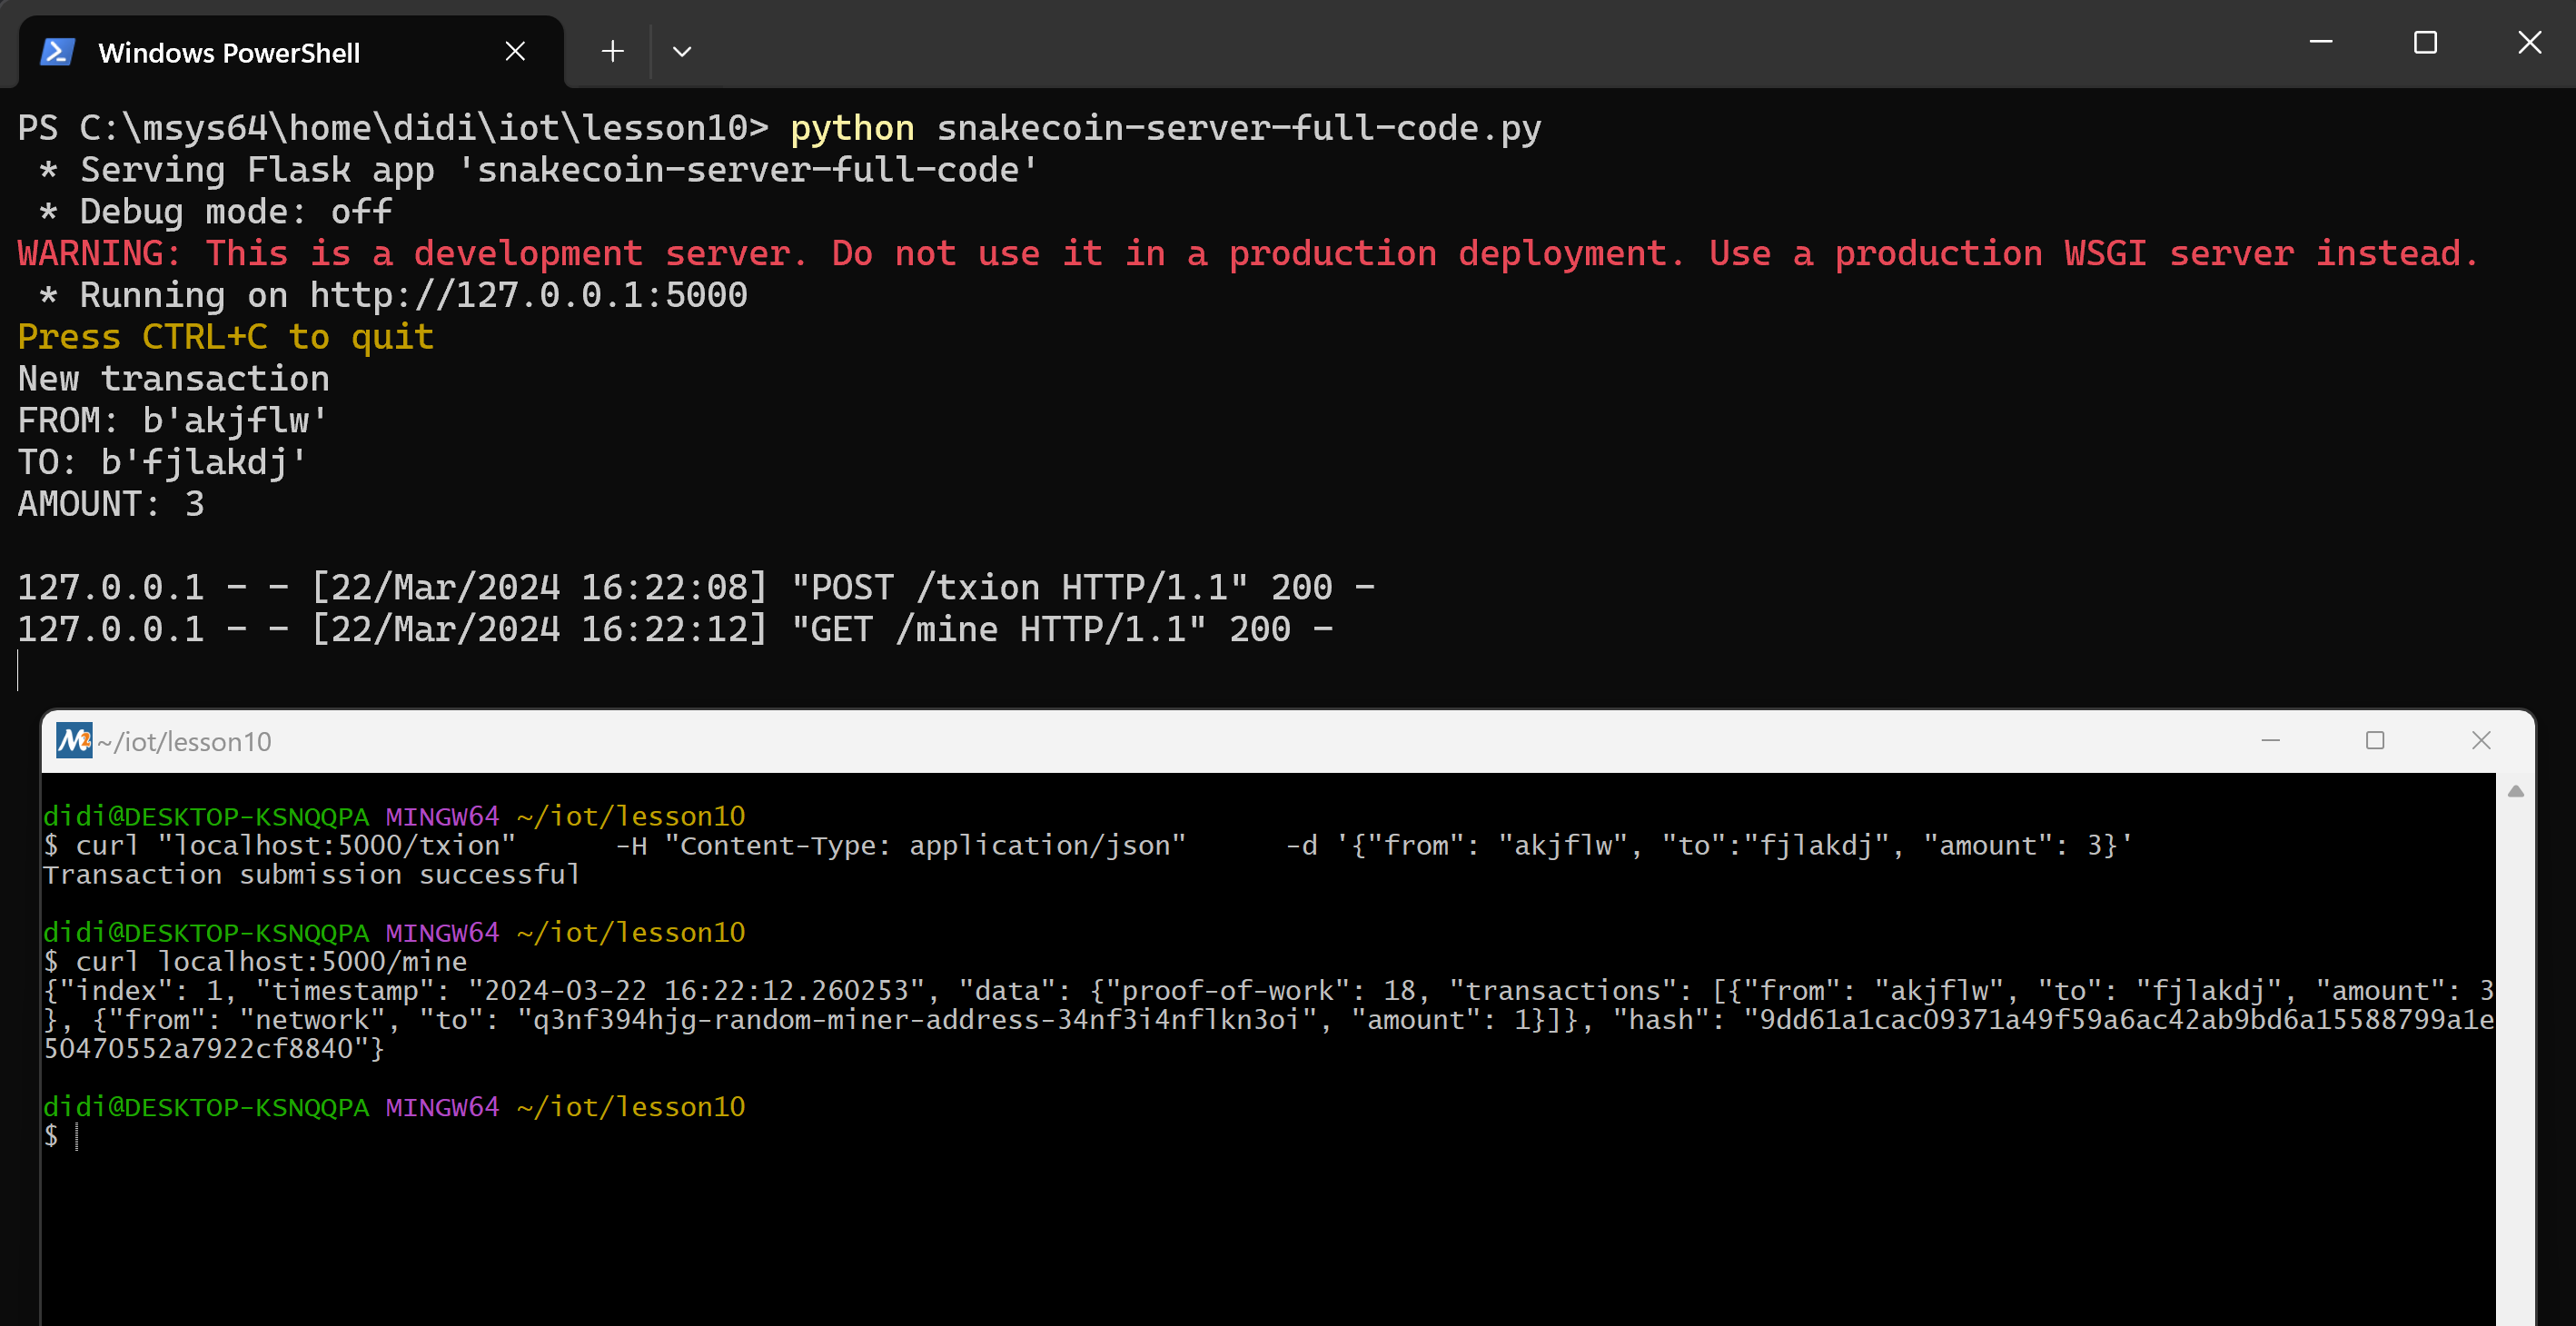 Windows PowerShell
PS C:\msys64\home\didi\iot\lesson10> python snakecoin-server-full-code.py
 * Serving Flask app 'snakecoin-server-full-code'
 * Debug mode: off
WARNING: This is a development server. Do not use it in a production deployment. Use a production WSGI server instead.
 * Running on http://127.0.0.1:5000
Press CTRL+C to quit
New transaction
FROM: b'akjflw'
TO: b'fjlakdj'
AMOUNT: 3
127.0.0.1 - - [22/Mar/2024 16:22:08] "POST /txion HTTP/1.1" 200 -
127.0.0.1 - - [22/Mar/2024 16:22:12] "GET /mine HTTP/1.1" 200 -
~/iot/lesson10
didi@DESKTOP-KSNQQPA MINGW64 ~/iot/lesson10
$ curl "localhost:5000/txion"      -H "Content-Type: application/json"      -d '{"from": "akjflw", "to":"fjlakdj", "amount": 3}'
Transaction submission successful
didi@DESKTOP-KSNQQPA MINGW64 ~/iot/lesson10
$ curl localhost:5000/mine
{"index": 1, "timestamp": "2024-03-22 16:22:12.260253", "data": {"proof-of-work": 18, "transactions": [{"from": "akjflw", "to": "fjlakdj", "amount": 3
}, {"from": "network", "to": "q3nf394hjg-random-miner-address-34nf3i4nflkn3oi", "amount": 1}]}, "hash": "9dd61a1cac09371a49f59a6ac42ab9bd6a15588799a1e
50470552a7922cf8840"}
didi@DESKTOP-KSNQQPA MINGW64 ~/iot/lesson10
$